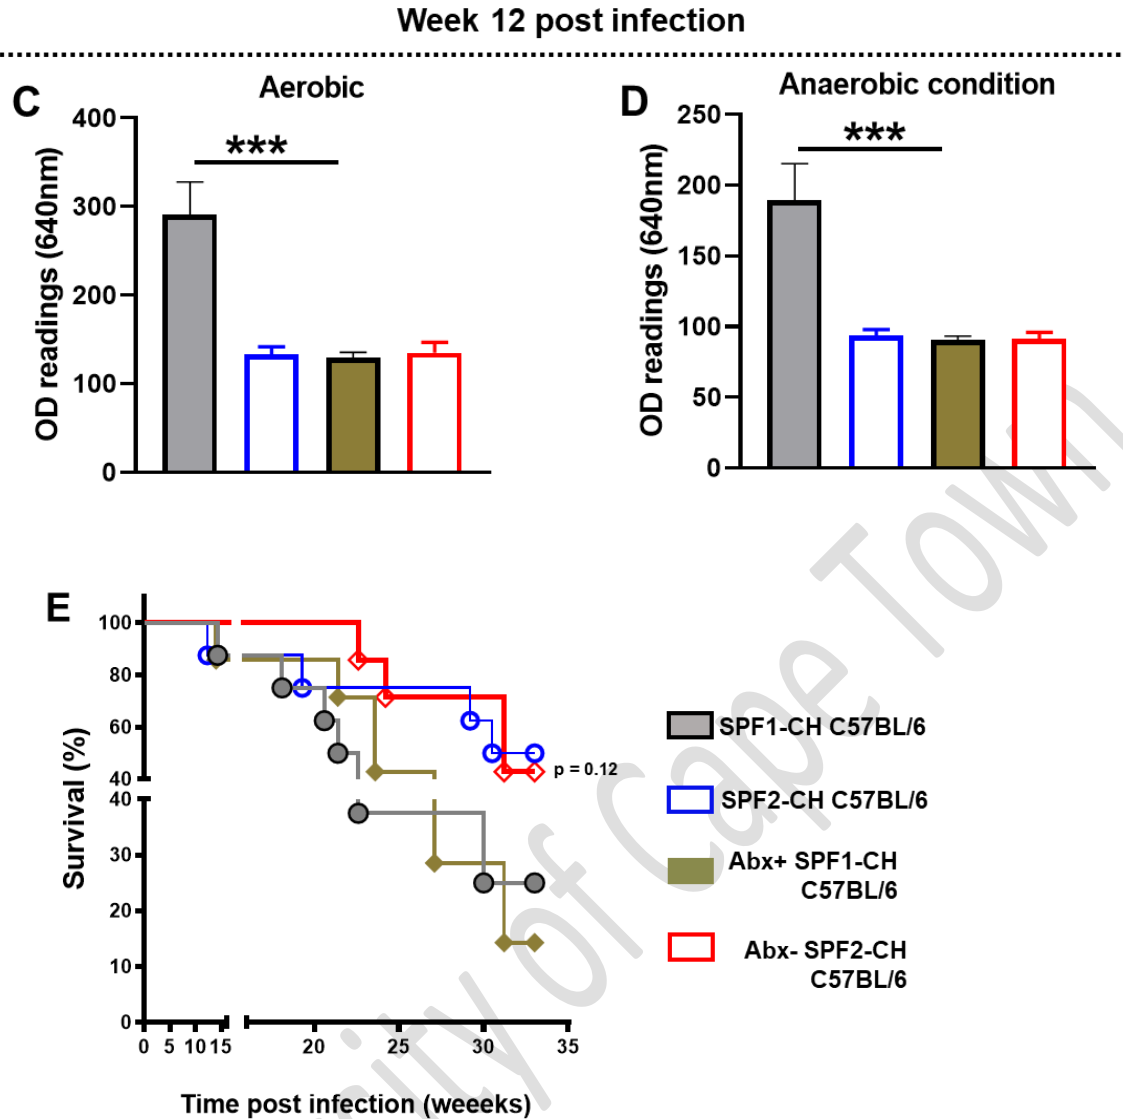 Week 12 post infection
C
Aerobic
400
300
200
100
0
OD readings (640nm)
***
D
Anaerobic condition
250
200
150
100
50
0
OD readings (640nm)
***
E
100
80
60
40
40
30
20
10
0
Survival (%)
0 5 10 15 20 25 30 35
Time post infection (weeeks)
p = 0.12
SPF1-CH C57BL/6
SPF2-CH C57BL/6
Abx+ SPF1-CH
C57BL/6
Abx- SPF2-CH
C57BL/6
ity of Cape Town